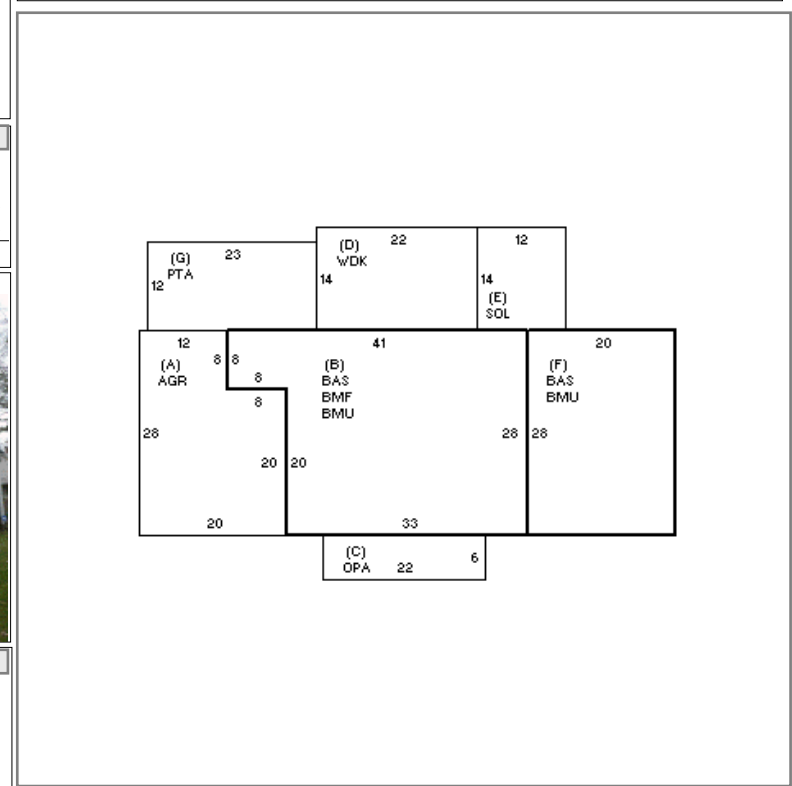 (G)
PTA
23
12
(D)
WDK
22
14
12
14
(E)
SOL
12
(A)
AGR
8
8
8
8
28
20
20
20
41
(B)
BAS
BMF
BMU
28
33
20
(F)
BAS
BMU
28
(C)
OPA
22
6